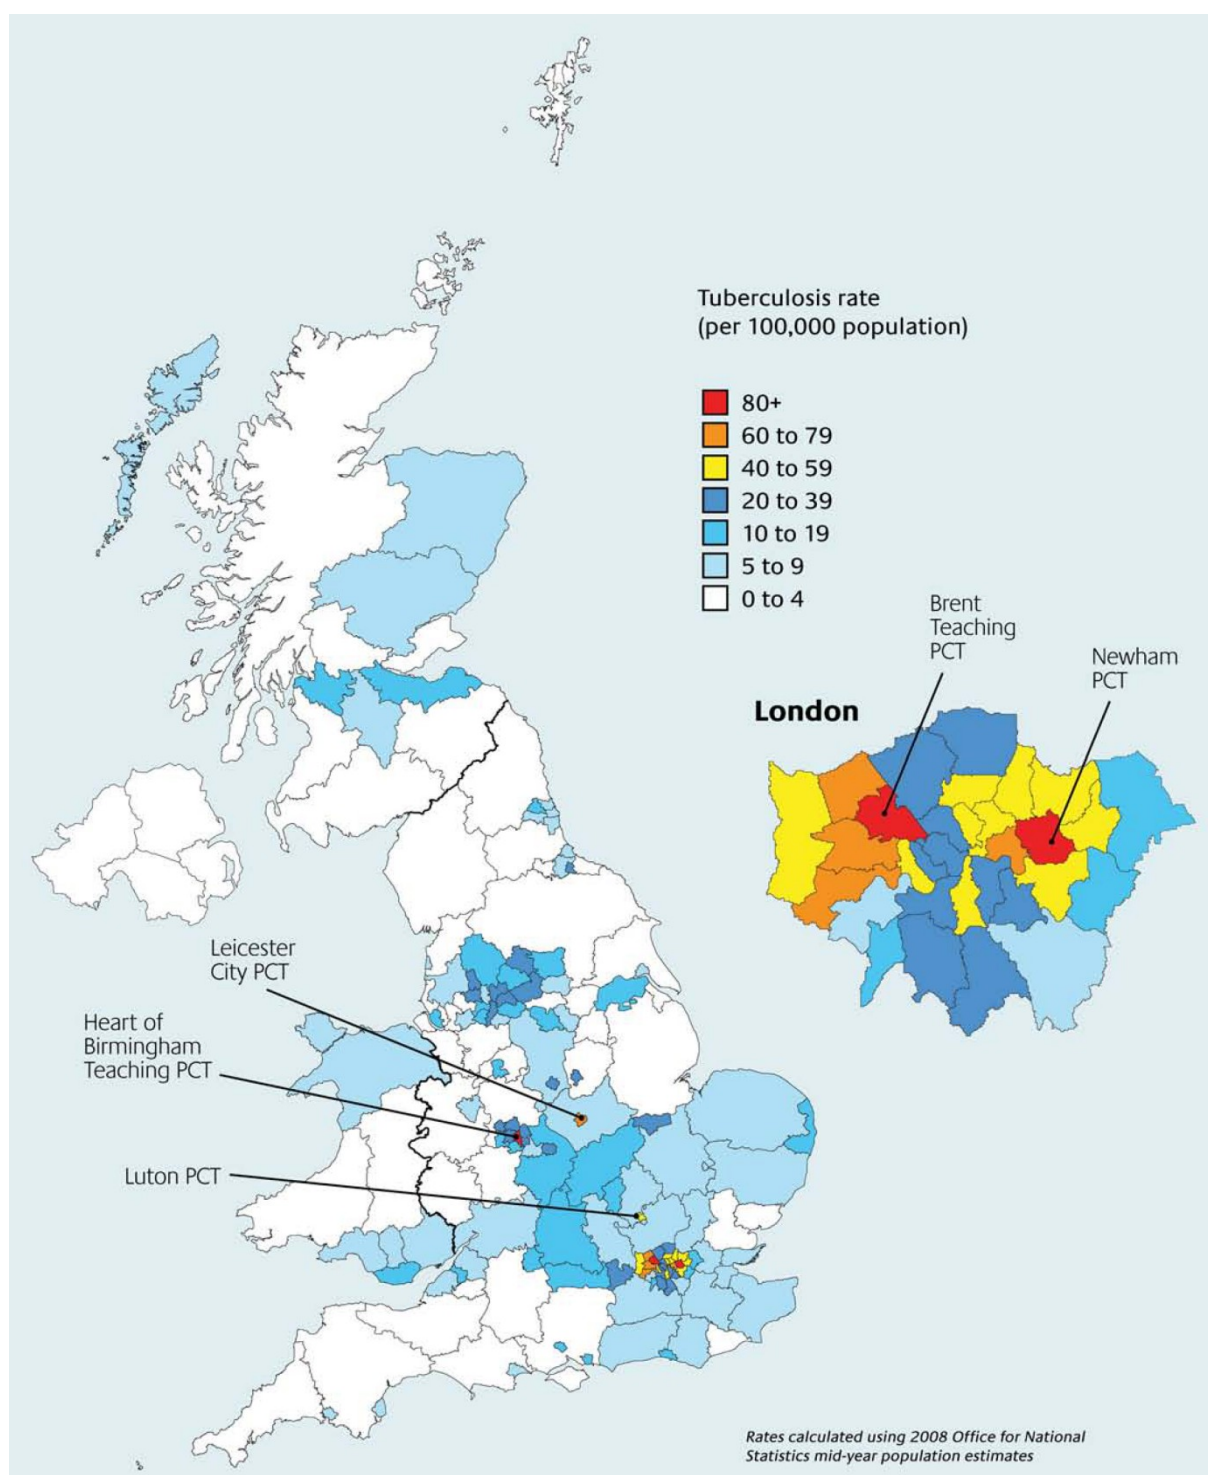 Tuberculosis rate
(per 100,000 population)
80+
60 to 79
40 to 59
20 to 39
10 to 19
5 to 9
0 to 4
Brent
Teaching
PCT
Newham
PCT
London
Leicester
City PCT
Heart of
Birmingham
Teaching PCT
Luton PCT
Rates calculated using 2008 Office for National
Statistics mid-year population estimates